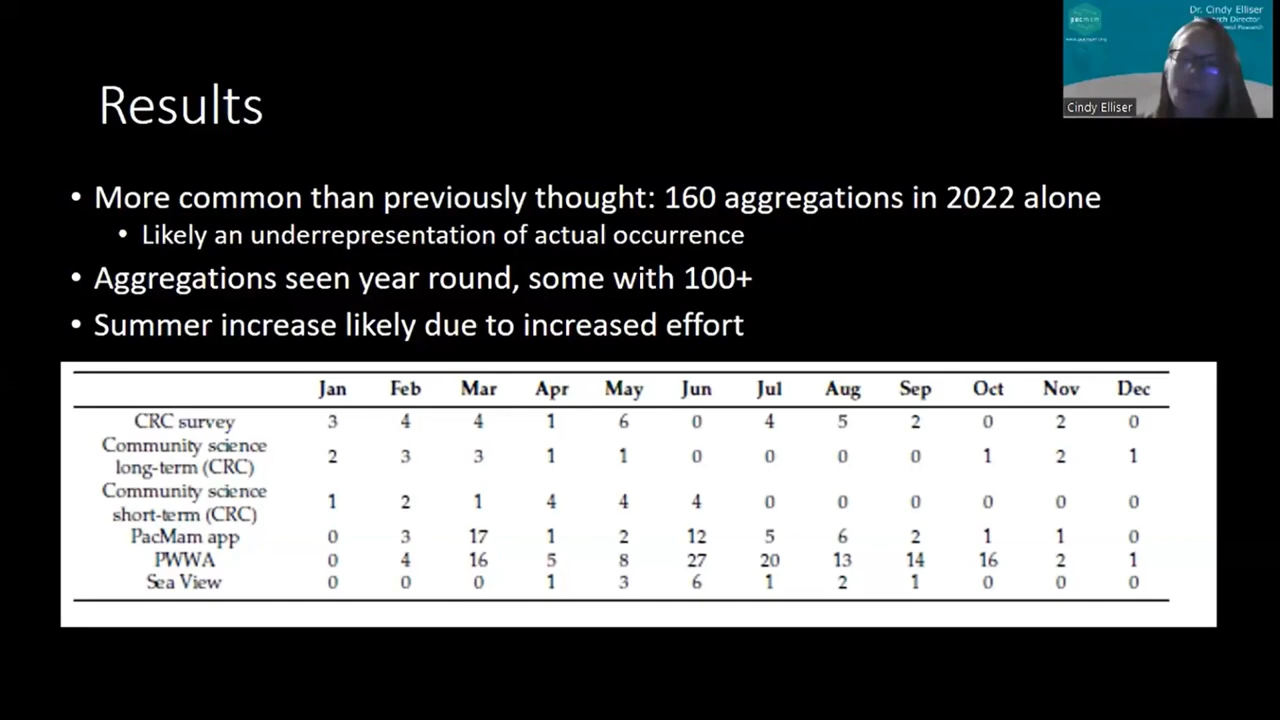 Dr. Cindy Elliser
Research Director
pacmam
Cindy Elliser
Results
• More common than previously thought: 160 aggregations in 2022 alone
• Likely an underrepresentation of actual occurrence
• Aggregations seen year round, some with 100+
• Summer increase likely due to increased effort
Jan Feb Mar Apr May Jun Jul Aug Sep Oct Nov Dec
CRC survey 3 4 4 1 6 0 4 5 2 0 2 0
Community science
long-term (CRC) 2 3 3 1 1 0 0 0 0 1 2 1
Community science
short-term (CRC) 1 2 1 4 4 4 0 0 0 0 0 0
PacMam app 0 3 17 1 2 12 5 6 2 1 1 0
PWWA 0 4 16 5 8 27 20 13 14 16 2 1
Sea View 0 0 0 1 3 6 1 2 1 0 0 0